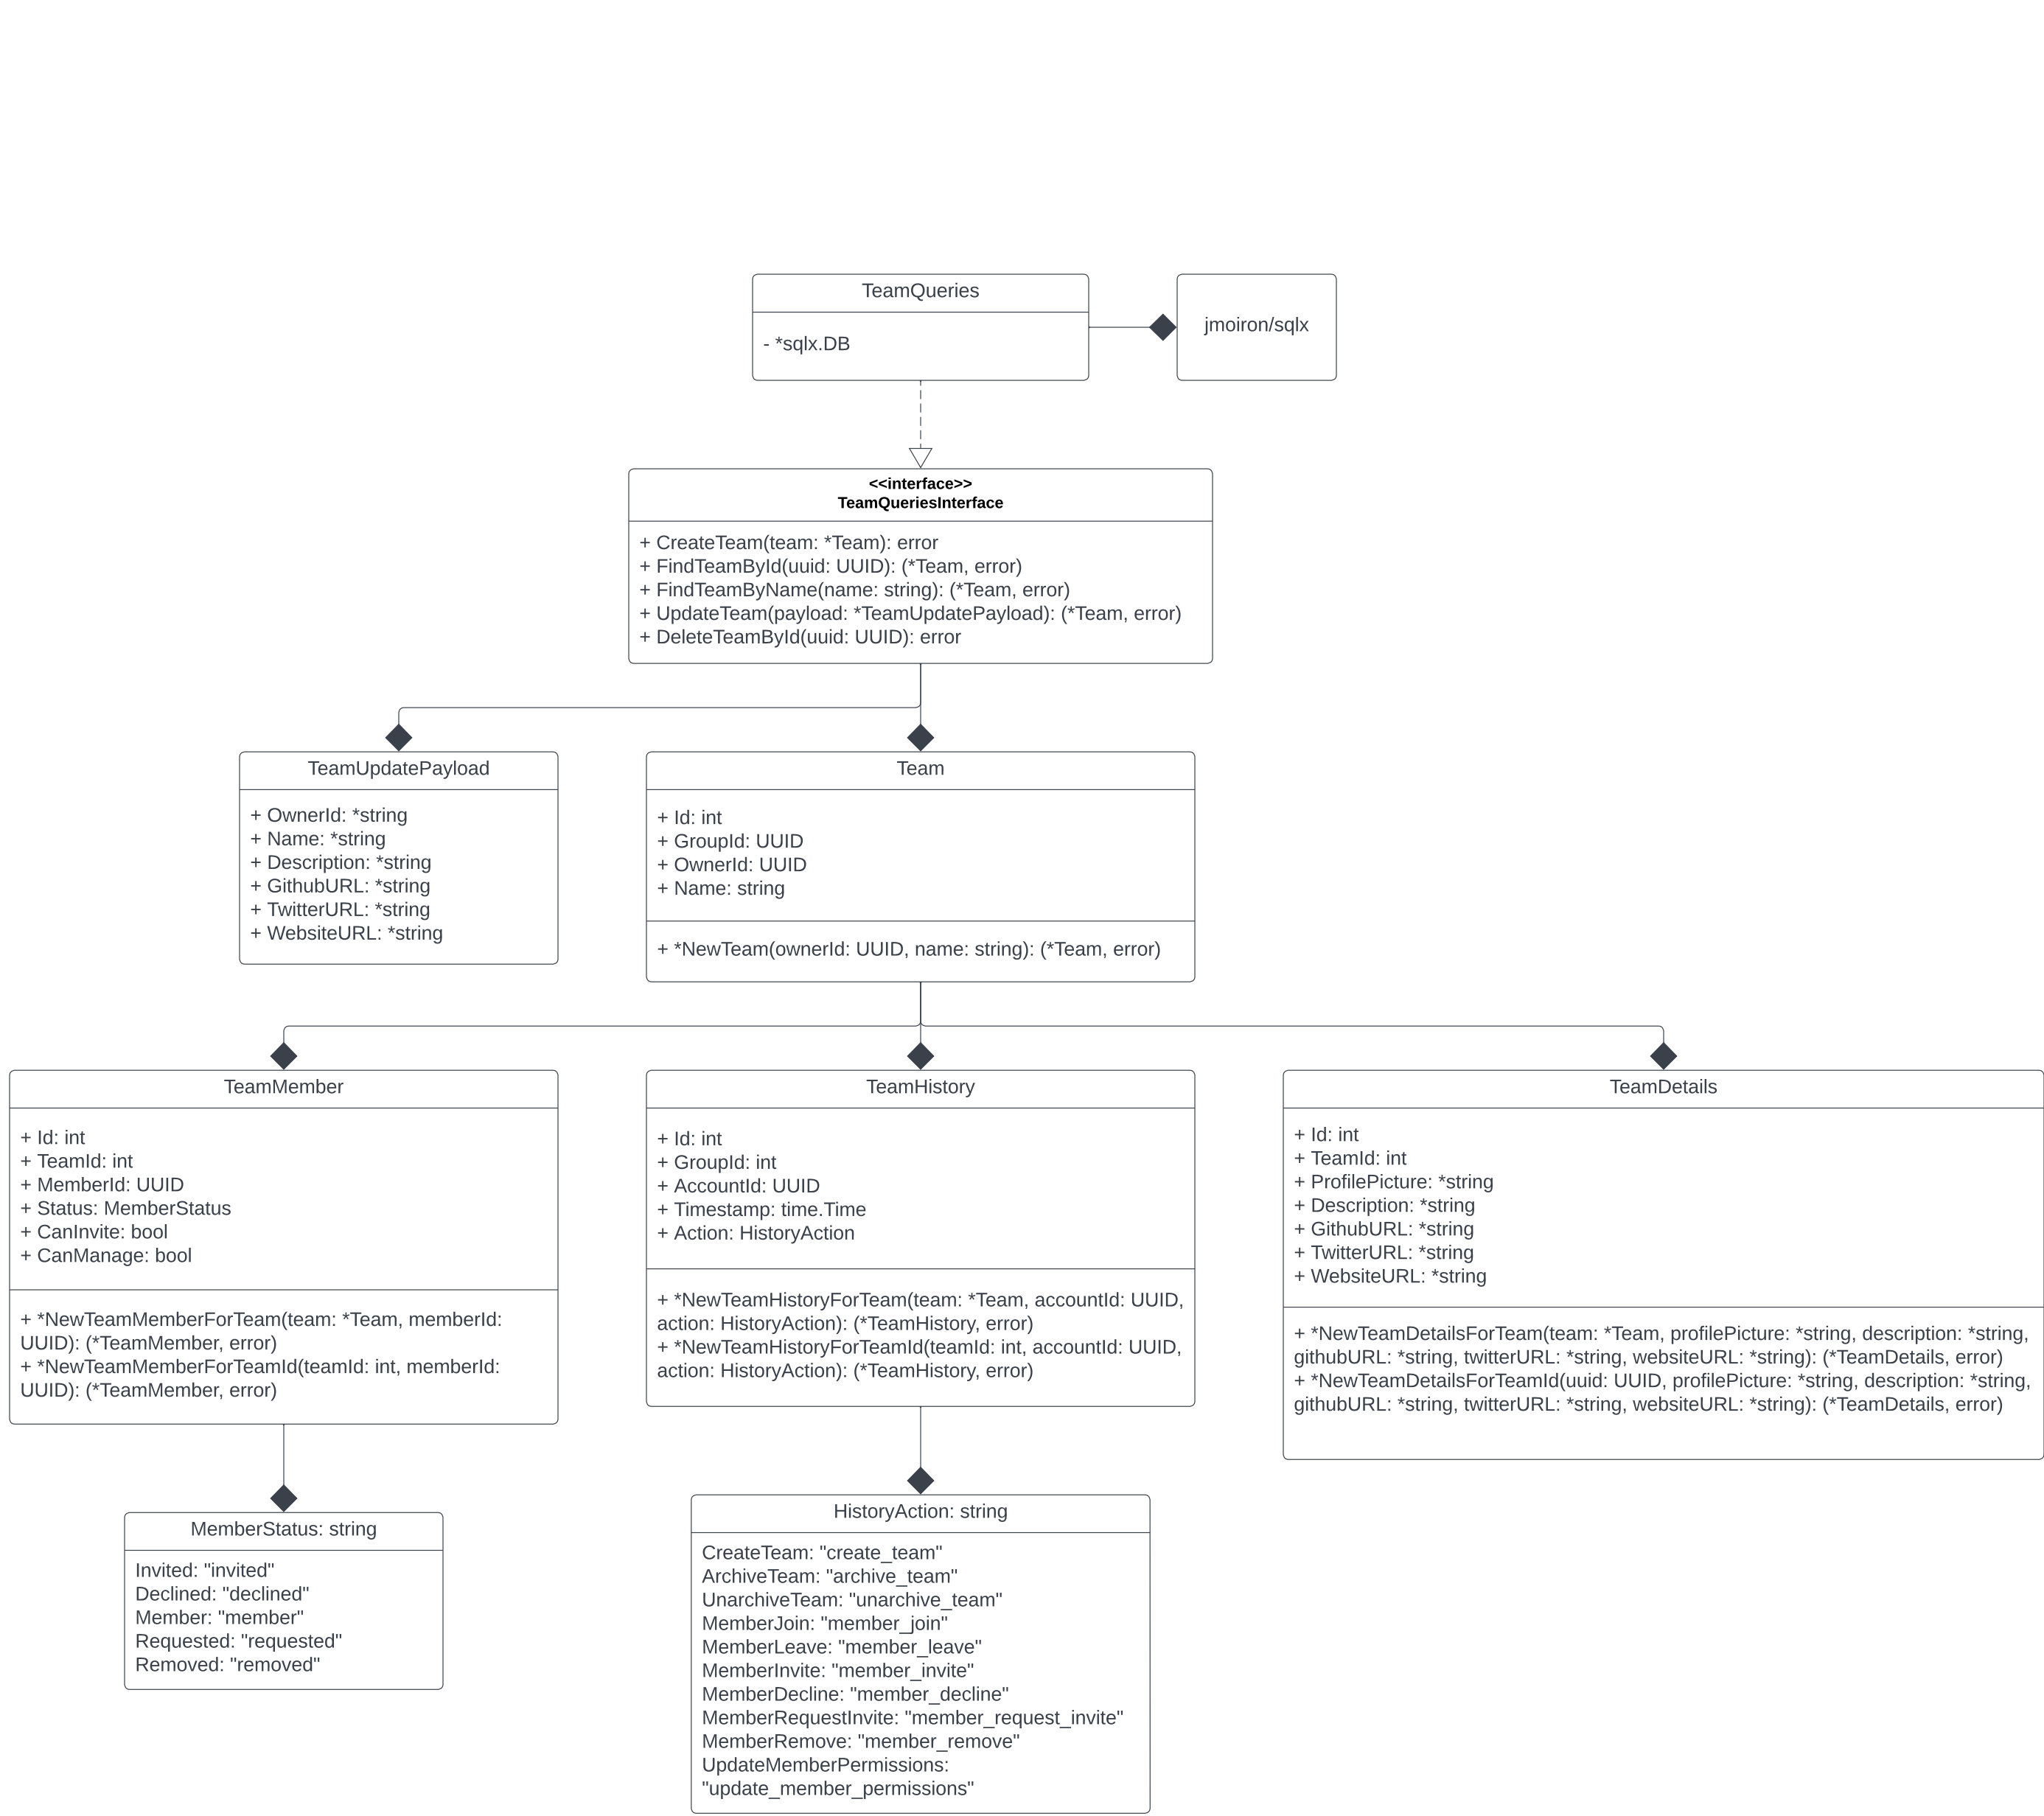 TeamQueries
- *sqlx.DB
jmoiron/sqlx
<<interface>>
TeamQueriesInterface
+ CreateTeam(team: *Team): error
+ FindTeamById(uuid: UUID): (*Team, error)
+ FindTeamByName(name: string): (*Team, error)
+ UpdateTeam(payload: *TeamUpdatePayload): (*Team, error)
+ DeleteTeamById(uuid: UUID): error
TeamUpdatePayload
+ OwnerId: *string
+ Name: *string
+ Description: *string
+ GithubURL: *string
+ TwitterURL: *string
+ WebsiteURL: *string
Team
+ Id: int
+ GroupId: UUID
+ OwnerId: UUID
+ Name: string
+ *NewTeam(ownerId: UUID, name: string): (*Team, error)
TeamMember
+ Id: int
+ TeamId: int
+ MemberId: UUID
+ Status: MemberStatus
+ CanInvite: bool
+ CanManage: bool
+ *NewTeamMemberForTeam(team: *Team, memberId:
UUID): (*TeamMember, error)
+ *NewTeamMemberForTeamId(teamId: int, memberId:
UUID): (*TeamMember, error)
TeamHistory
+ Id: int
+ GroupId: int
+ AccountId: UUID
+ Timestamp: time.Time
+ Action: HistoryAction
+ *NewTeamHistoryForTeam(team: *Team, accountId: UUID,
action: HistoryAction): (*TeamHistory, error)
+ *NewTeamHistoryForTeamId(teamId: int, accountId: UUID,
action: HistoryAction): (*TeamHistory, error)
TeamDetails
+ Id: int
+ TeamId: int
+ ProfilePicture: *string
+ Description: *string
+ GithubURL: *string
+ TwitterURL: *string
+ WebsiteURL: *string
+ *NewTeamDetailsForTeam(team: *Team, profilePicture: *string, description: *string,
githubURL: *string, twitterURL: *string, websiteURL: *string): (*TeamDetails, error)
+ *NewTeamDetailsForTeamId(uuid: UUID, profilePicture: *string, description: *string,
githubURL: *string, twitterURL: *string, websiteURL: *string): (*TeamDetails, error)
MemberStatus: string
Invited: "invited"
Declined: "declined"
Member: "member"
Requested: "requested"
Removed: "removed"
HistoryAction: string
CreateTeam: "create_team"
ArchiveTeam: "archive_team"
UnarchiveTeam: "unarchive_team"
MemberJoin: "member_join"
MemberLeave: "member_leave"
MemberInvite: "member_invite"
MemberDecline: "member_decline"
MemberRequestInvite: "member_request_invite"
MemberRemove: "member_remove"
UpdateMemberPermissions:
"update_member_permissions"